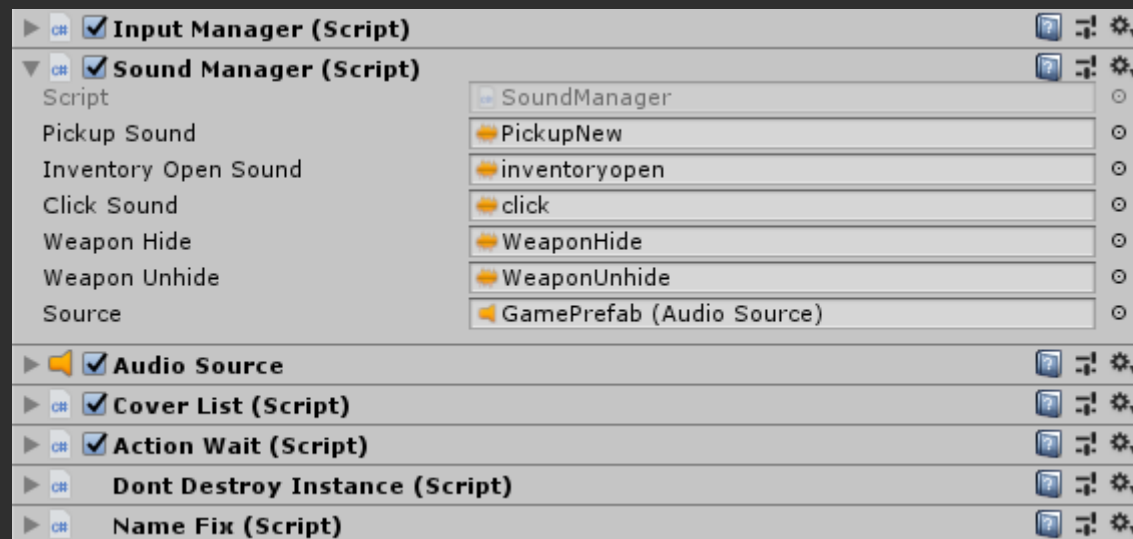 c# Input Manager (Script)
c# Sound Manager (Script)
Script SoundManager
Pickup Sound PickupNew
Inventory Open Sound inventoryopen
Click Sound click
Weapon Hide WeaponHide
Weapon Unhide WeaponUnhide
Source GamePrefab (Audio Source)
Audio Source
c# Cover List (Script)
c# Action Wait (Script)
c# Dont Destroy Instance (Script)
c# Name Fix (Script)